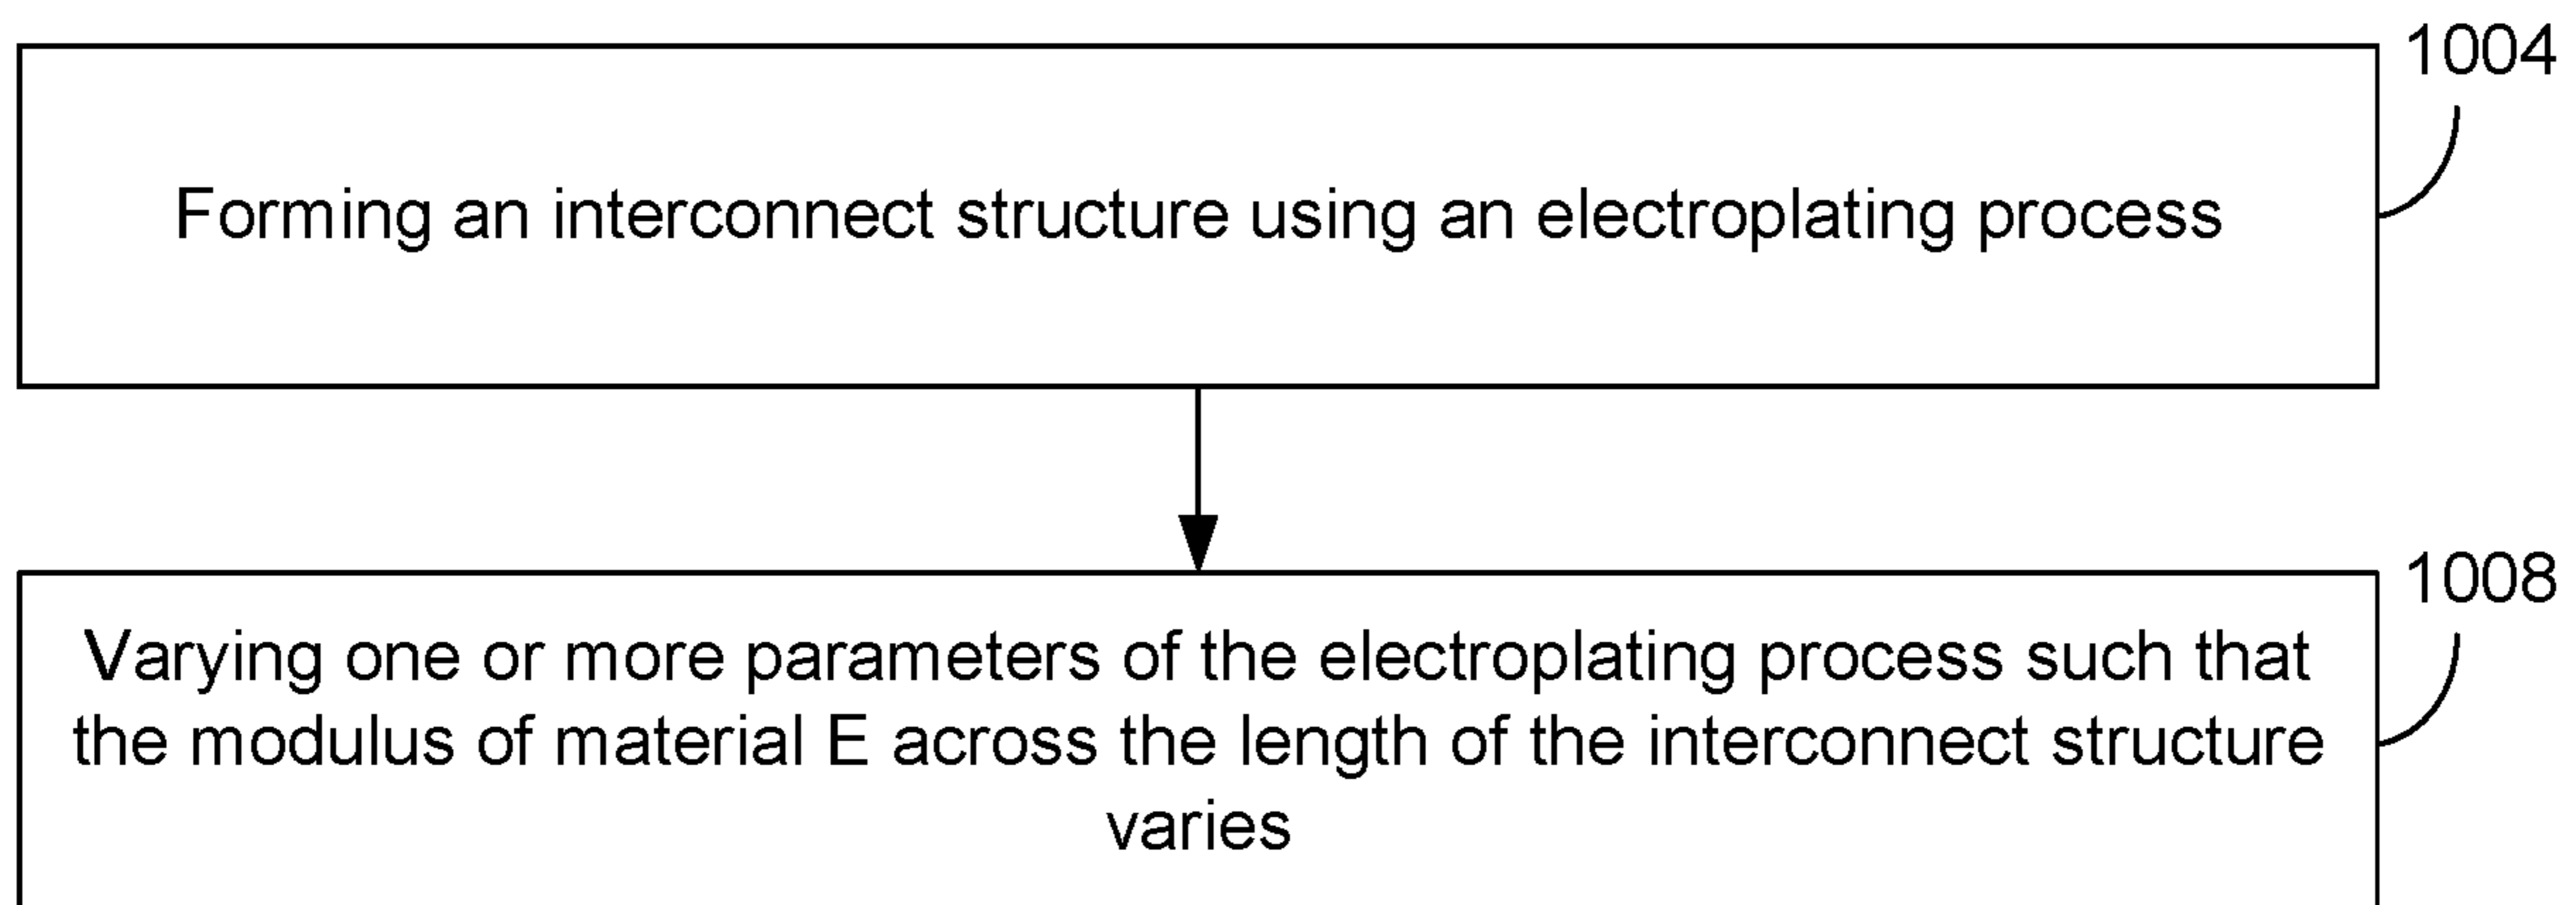 1004
Forming an interconnect structure using an electroplating process
1008
Varying one or more parameters of the electroplating process such that
the modulus of material E across the length of the interconnect structure
varies